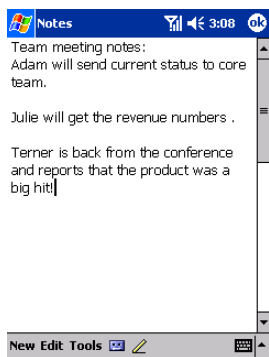 Notes 3:08 ok
Team meeting notes:
Adam will send current status to core
team.
Julie will get the revenue numbers .
Terner is back from the conference
and reports that the product was a
big hit!
New Edit Tools